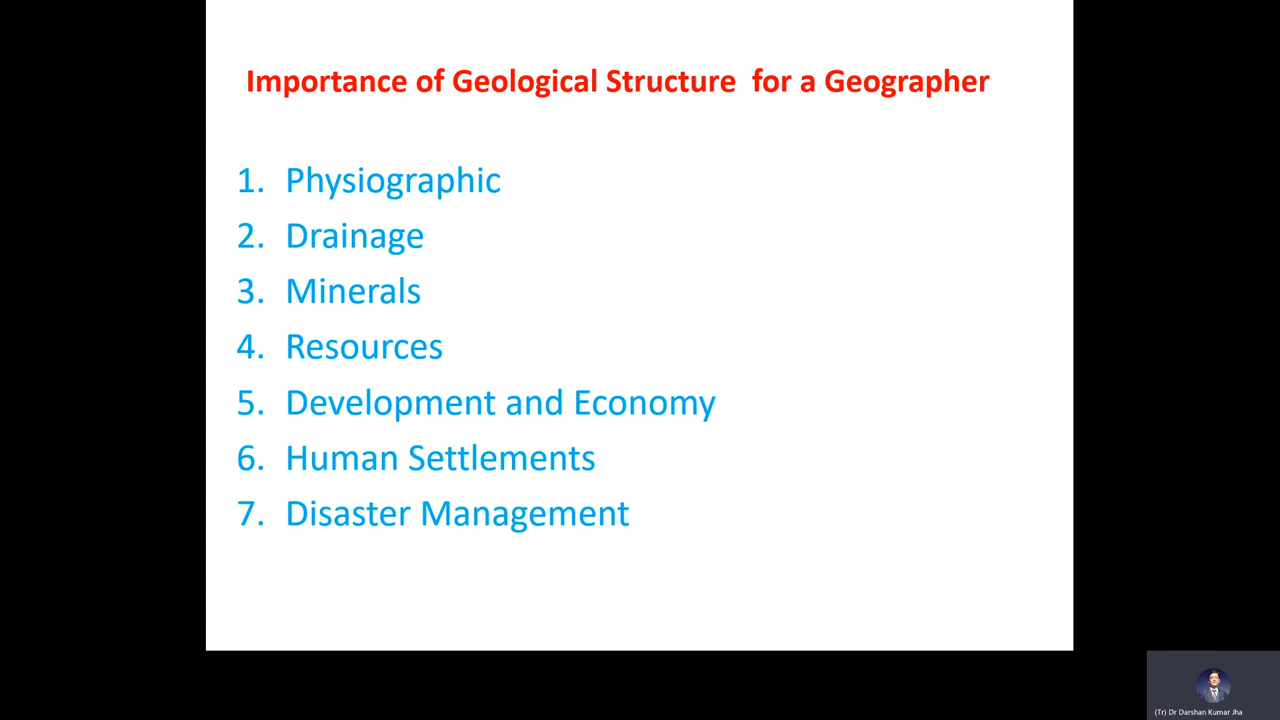 Importance of Geological Structure for a Geographer
1. Physiographic
2. Drainage
3. Minerals
4. Resources
5. Development and Economy
6. Human Settlements
7. Disaster Management
(Tr) Dr Darshan Kumar Jha